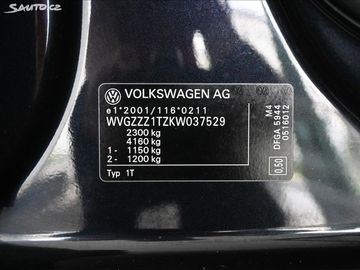 SAUTO.CZ
VOLKSWAGEN AG
e1*2001/116*0211
WVGZZZ1TZKW037529
2300 kg
4160 kg
1- 1150 kg
2- 1200 kg
Typ 1T
M4
DFGA 5944
0516012
0,50